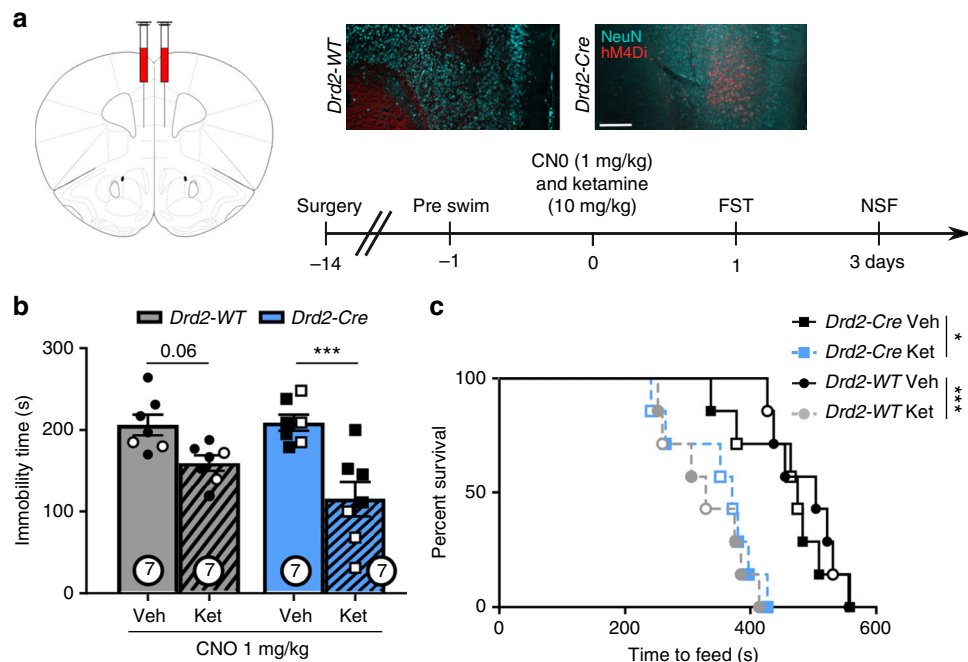 a
Drd2-WT
Drd2-Cre
NeuN
hM4Di
CN0 (1 mg/kg)
and ketamine
(10 mg/kg)
Surgery
Pre swim
FST
NSF
–14
–1
0
1
3 days
b
Drd2-WT
Drd2-Cre
300
200
100
0
Immobility time (s)
0.06
***
7
7
7
7
Veh
Ket
Veh
Ket
CNO 1 mg/kg
c
Drd2-Cre Veh
Drd2-Cre Ket
*
Drd2-WT Veh
Drd2-WT Ket
***
100
50
0
Percent survival
0
200
400
600
Time to feed (s)